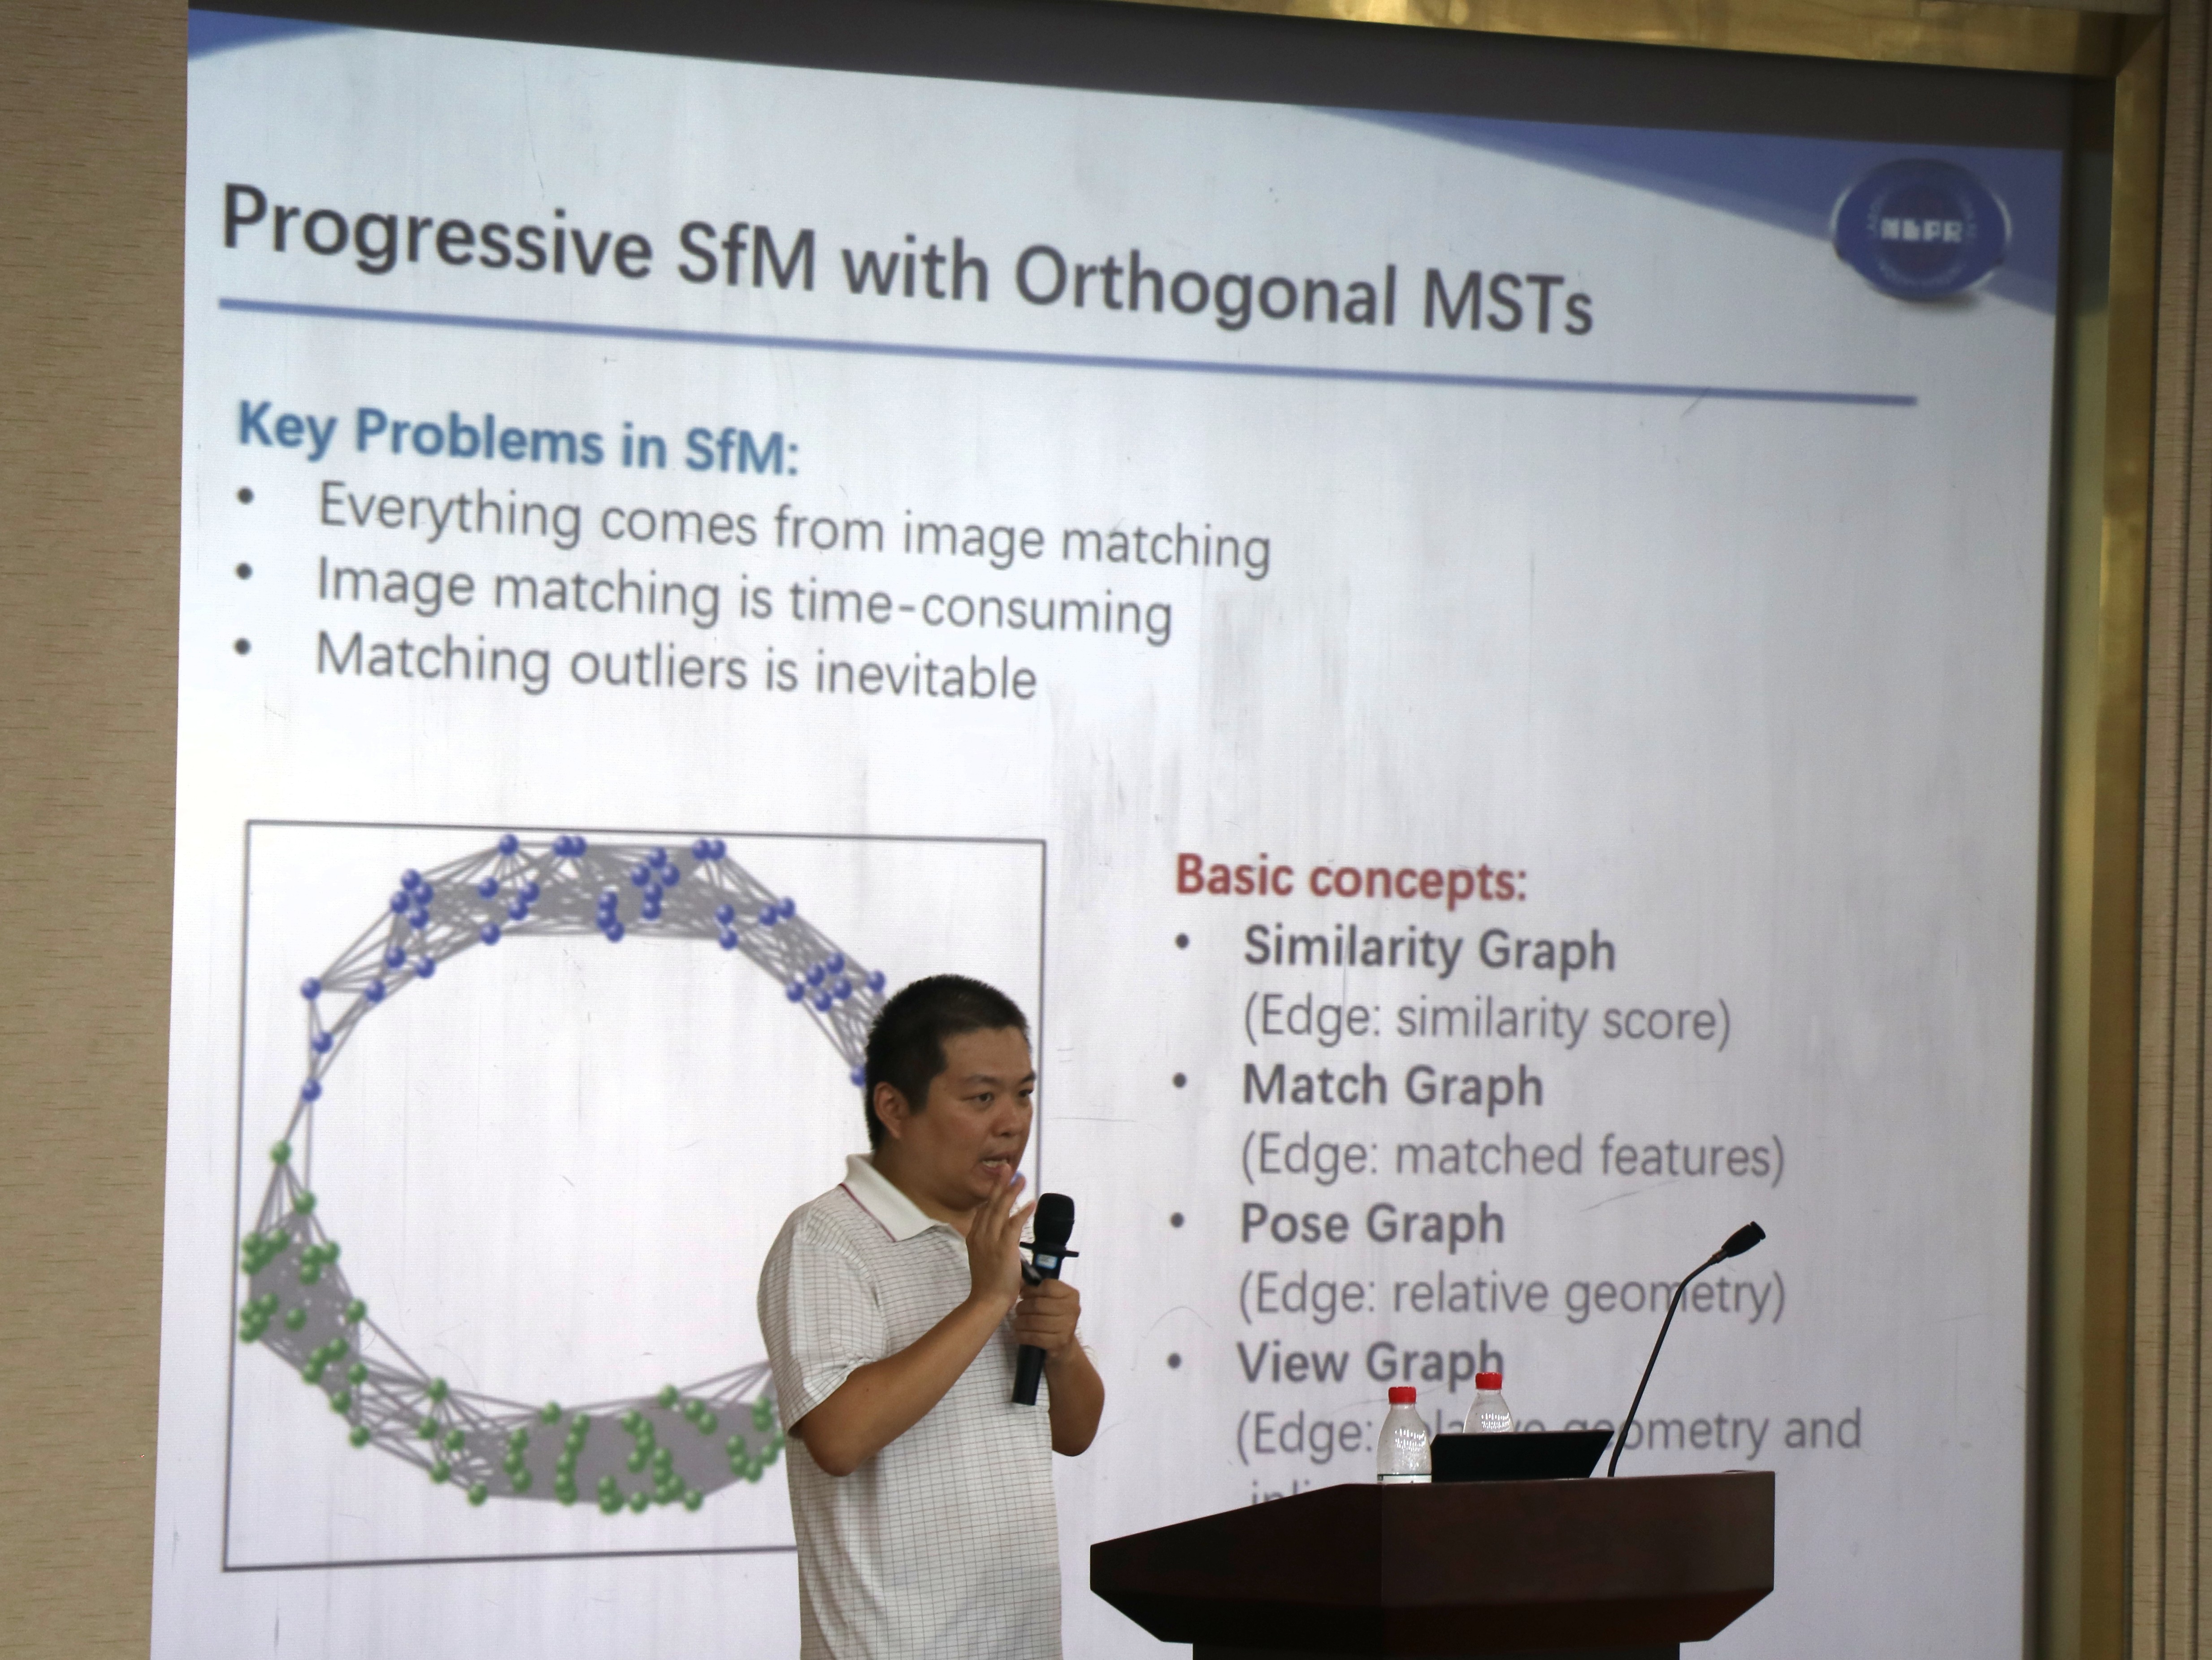 Progressive SfM with Orthogonal MSTs
NLPR
Key Problems in SfM:
• Everything comes from image matching
• Image matching is time-consuming
• Matching outliers is inevitable
Basic concepts:
• Similarity Graph
(Edge: similarity score)
• Match Graph
(Edge: matched features)
• Pose Graph
(Edge: relative geometry)
• View Graph
(Edge: geometry and